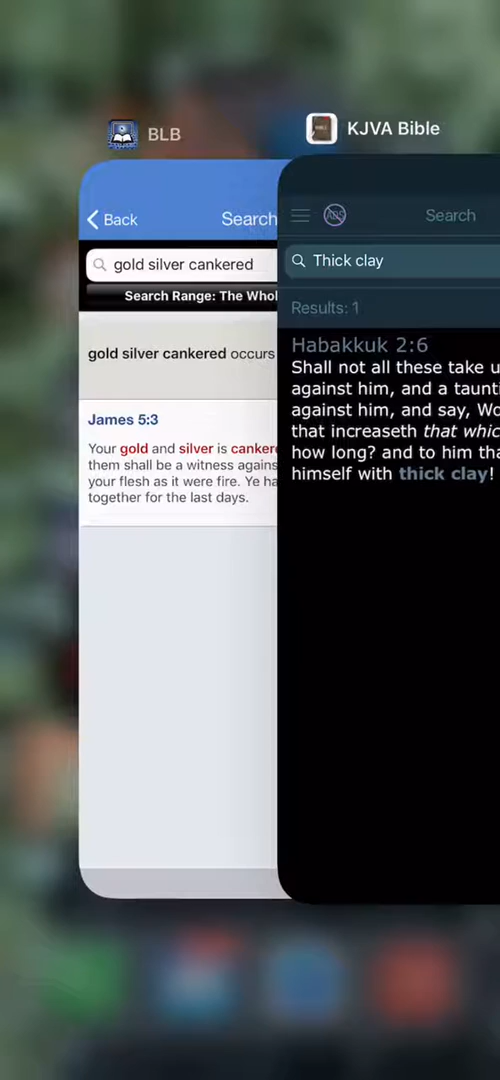 BLB
Back
Search
gold silver cankered
Search Range: The Whol
gold silver cankered occurs
James 5:3
Your gold and silver is canker
them shall be a witness agains
your flesh as it were fire. Ye ha
together for the last days.
KJVA Bible
ADS
Search
Thick clay
Results: 1
Habakkuk 2:6
Shall not all these take u
against him, and a taunti
against him, and say, Wo
that increaseth that whic
how long? and to him tha
himself with thick clay!